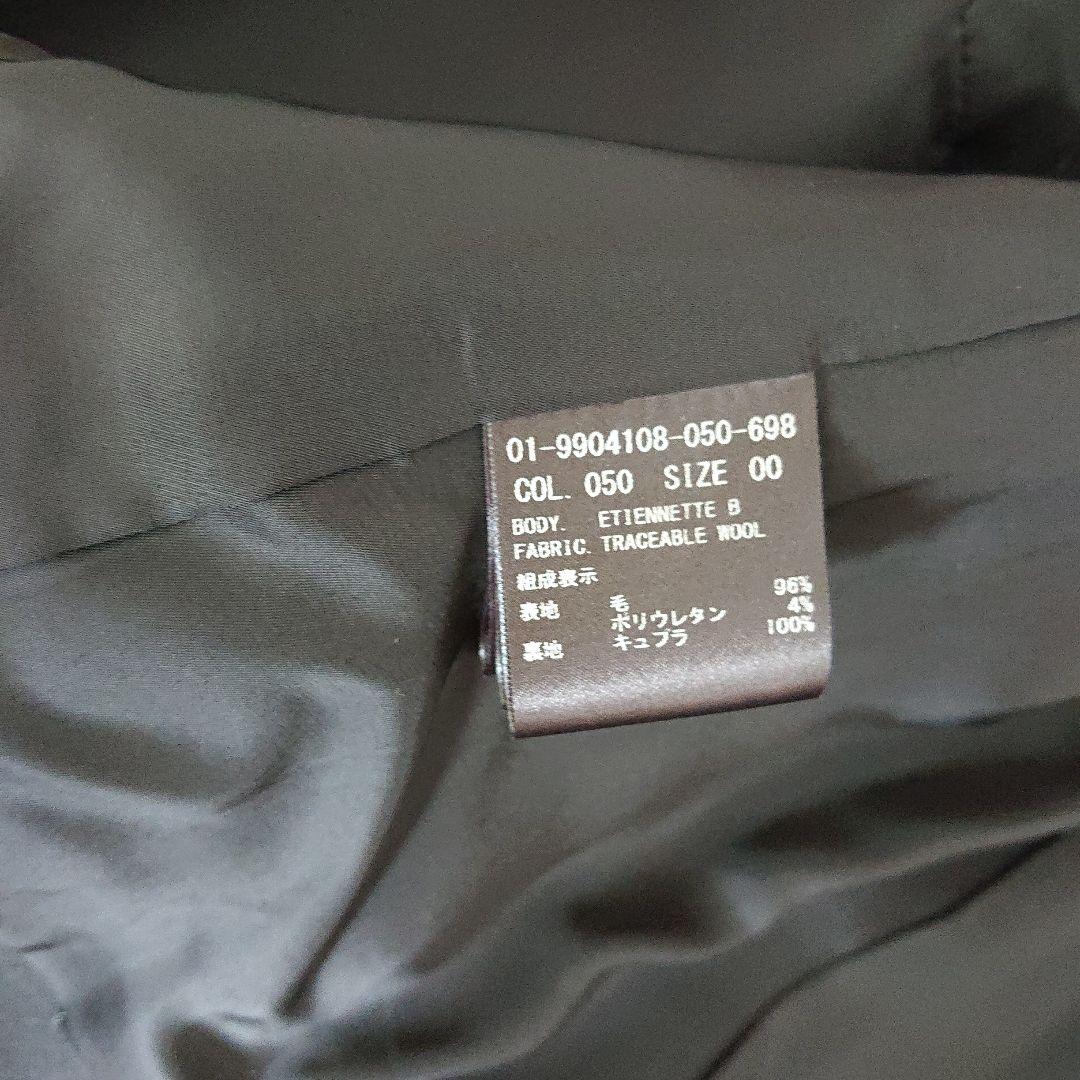 01-9904108-050-698
COL. 050 SIZE 00
BODY. ETIENNETTE B
FABRIC. TRACEABLE WOOL
組成表示
表地 毛 96%
ポリウレタン 4%
裏地 キュプラ 100%